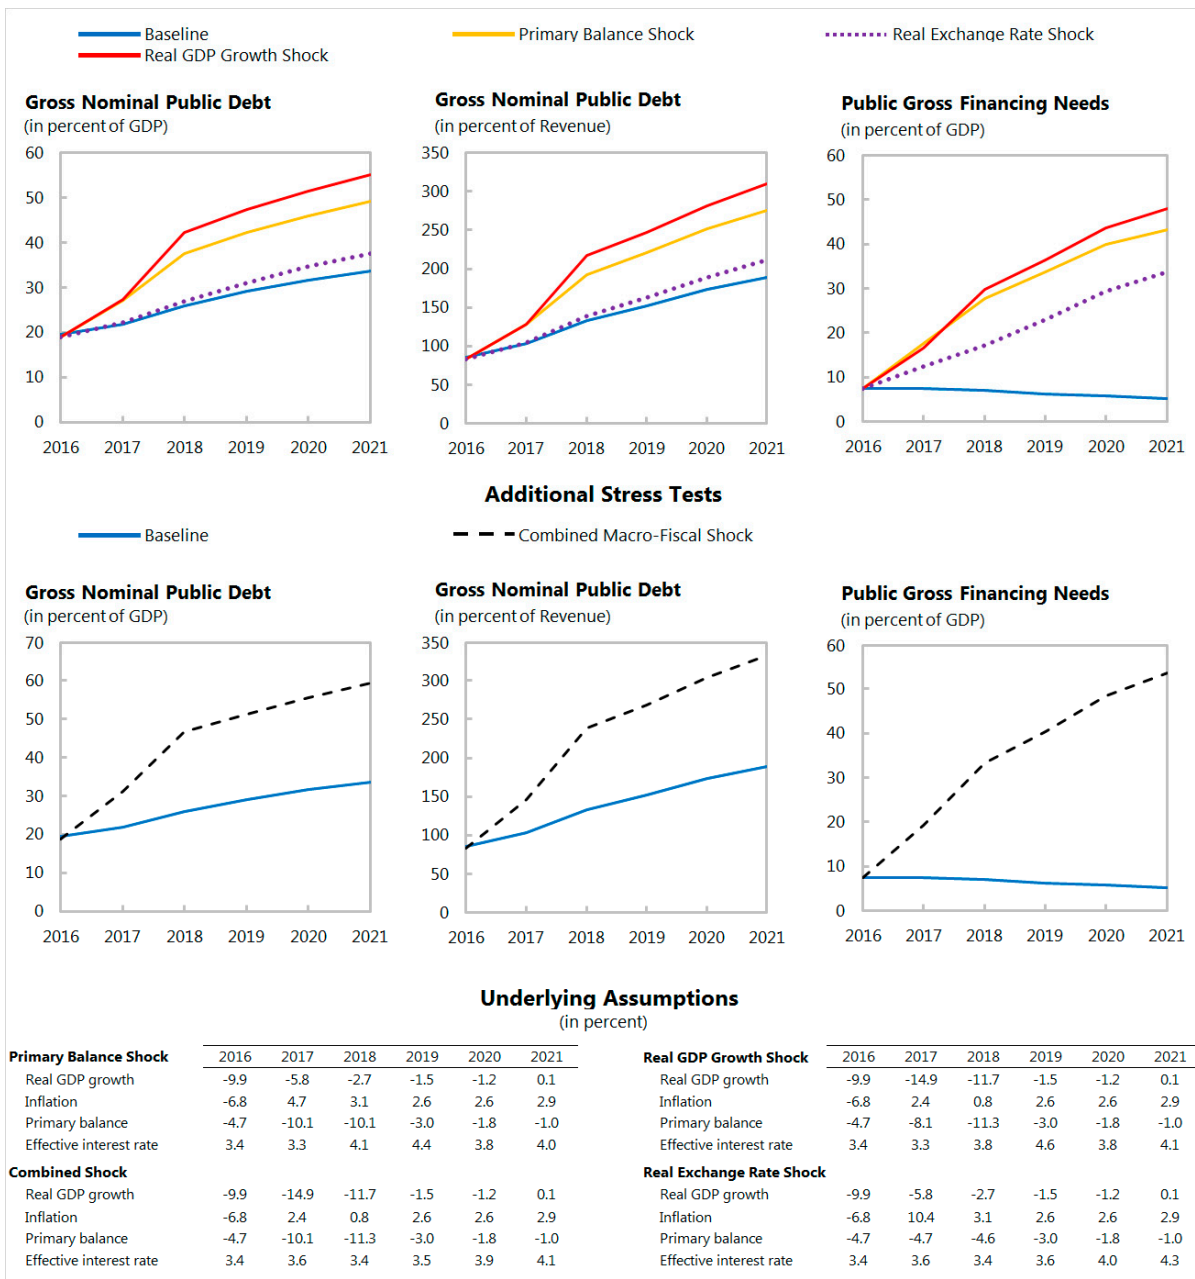 Baseline
Primary Balance Shock
Real Exchange Rate Shock
Real GDP Growth Shock
Gross Nominal Public Debt
(in percent of GDP)
60
50
40
30
20
10
0
2016 2017 2018 2019 2020 2021
Gross Nominal Public Debt
(in percent of Revenue)
350
300
250
200
150
100
50
0
2016 2017 2018 2019 2020 2021
Public Gross Financing Needs
(in percent of GDP)
60
50
40
30
20
10
0
2016 2017 2018 2019 2020 2021
Additional Stress Tests
Baseline
Combined Macro-Fiscal Shock
Gross Nominal Public Debt
(in percent of GDP)
70
60
50
40
30
20
10
0
2016 2017 2018 2019 2020 2021
Gross Nominal Public Debt
(in percent of Revenue)
350
300
250
200
150
100
50
0
2016 2017 2018 2019 2020 2021
Public Gross Financing Needs
(in percent of GDP)
60
50
40
30
20
10
0
2016 2017 2018 2019 2020 2021
Underlying Assumptions
(in percent)
Primary Balance Shock 2016 2017 2018 2019 2020 2021
Real GDP growth -9.9 -5.8 -2.7 -1.5 -1.2 0.1
Inflation -6.8 4.7 3.1 2.6 2.6 2.9
Primary balance -4.7 -10.1 -10.1 -3.0 -1.8 -1.0
Effective interest rate 3.4 3.3 4.1 4.4 3.8 4.0
Combined Shock
Real GDP growth -9.9 -14.9 -11.7 -1.5 -1.2 0.1
Inflation -6.8 2.4 0.8 2.6 2.6 2.9
Primary balance -4.7 -10.1 -11.3 -3.0 -1.8 -1.0
Effective interest rate 3.4 3.6 3.4 3.5 3.9 4.1
Real GDP Growth Shock 2016 2017 2018 2019 2020 2021
Real GDP growth -9.9 -14.9 -11.7 -1.5 -1.2 0.1
Inflation -6.8 2.4 0.8 2.6 2.6 2.9
Primary balance -4.7 -8.1 -11.3 -3.0 -1.8 -1.0
Effective interest rate 3.4 3.3 3.8 4.6 3.8 4.1
Real Exchange Rate Shock
Real GDP growth -9.9 -5.8 -2.7 -1.5 -1.2 0.1
Inflation -6.8 10.4 3.1 2.6 2.6 2.9
Primary balance -4.7 -4.7 -4.6 -3.0 -1.8 -1.0
Effective interest rate 3.4 3.6 3.4 3.6 4.0 4.3